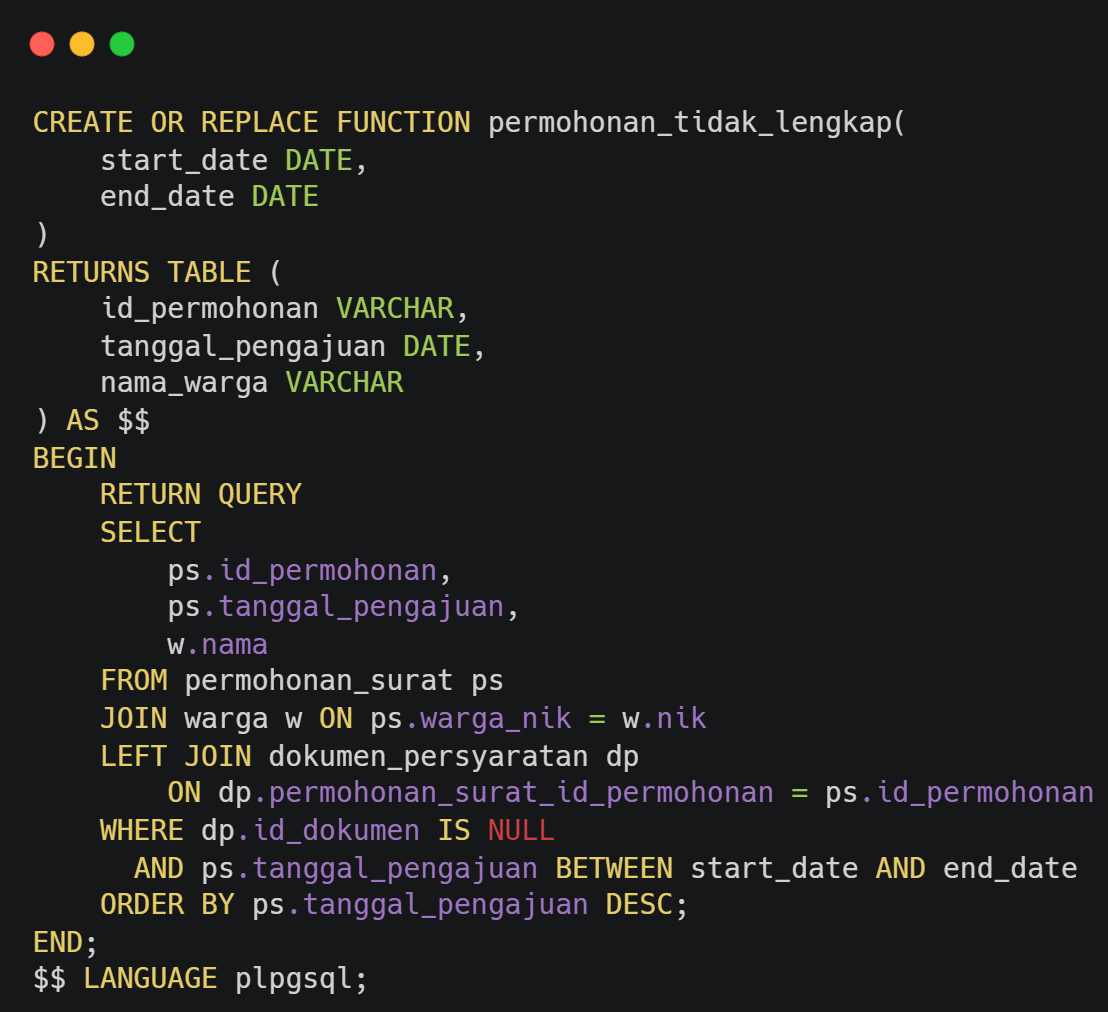 CREATE OR REPLACE FUNCTION permohonan_tidak_lengkap(
    start_date DATE,
    end_date DATE
)
RETURNS TABLE (
    id_permohonan VARCHAR,
    tanggal_pengajuan DATE,
    nama_warga VARCHAR
) AS $$
BEGIN
    RETURN QUERY
    SELECT
        ps.id_permohonan,
        ps.tanggal_pengajuan,
        w.nama
    FROM permohonan_surat ps
    JOIN warga w ON ps.warga_nik = w.nik
    LEFT JOIN dokumen_persyaratan dp
        ON dp.permohonan_surat_id_permohonan = ps.id_permohonan
    WHERE dp.id_dokumen IS NULL
      AND ps.tanggal_pengajuan BETWEEN start_date AND end_date
    ORDER BY ps.tanggal_pengajuan DESC;
END;
$$ LANGUAGE plpgsql;